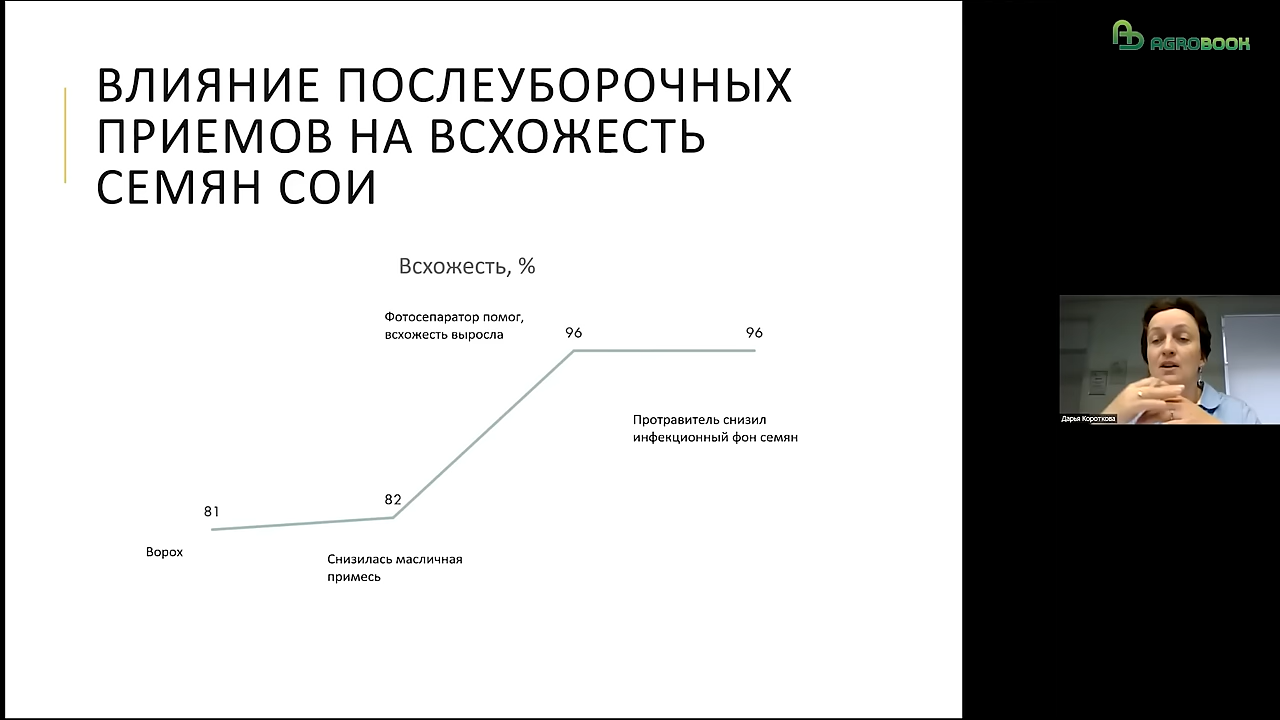 AGROBOOK
ВЛИЯНИЕ ПОСЛЕУБОРОЧНЫХ
ПРИЕМОВ НА ВСХОЖЕСТЬ
СЕМЯН СОИ
Всхожесть, %
Фотосепаратор помог,
всхожесть выросла
96
96
Протравитель снизил
инфекционный фон семян
82
81
Ворох
Снизилась масличная
примесь
Дарья Короткова